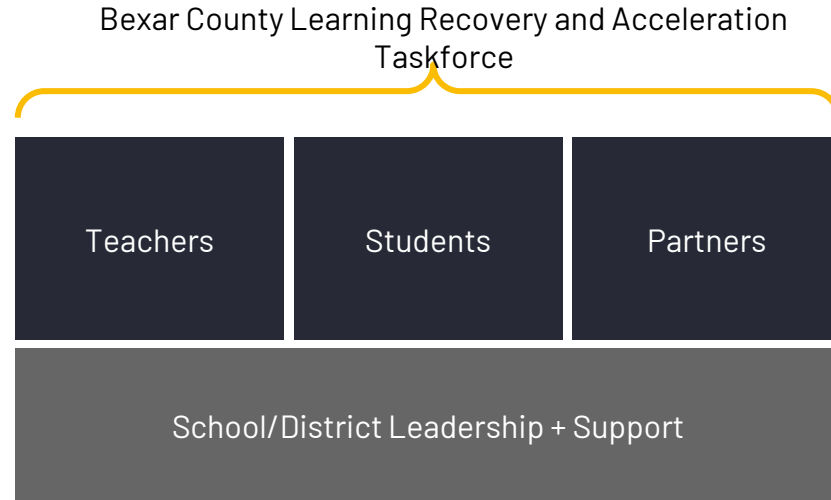 Bexar County Learning Recovery and Acceleration
Taskforce
Teachers
Students
Partners
School/District Leadership + Support